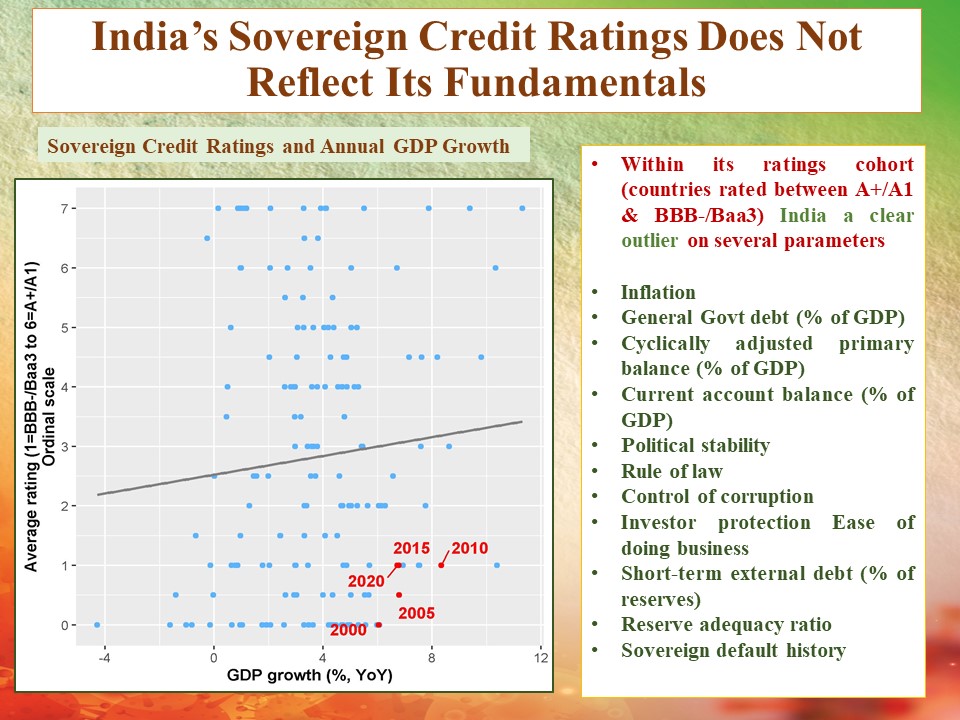 India’s Sovereign Credit Ratings Does Not
Reflect Its Fundamentals
Sovereign Credit Ratings and Annual GDP Growth
Average rating (1=BBB-/Baa3 to 6=A+/A1)
Ordinal scale
7
6
5
4
3
2
1
0
2015
2010
2020
2005
2000
-4 0 4 8 12
GDP growth (%, YoY)
• Within its ratings cohort
(countries rated between A+/A1
& BBB-/Baa3) India a clear
outlier on several parameters
• Inflation
• General Govt debt (% of GDP)
• Cyclically adjusted primary
balance (% of GDP)
• Current account balance (% of
GDP)
• Political stability
• Rule of law
• Control of corruption
• Investor protection Ease of
doing business
• Short-term external debt (% of
reserves)
• Reserve adequacy ratio
• Sovereign default history